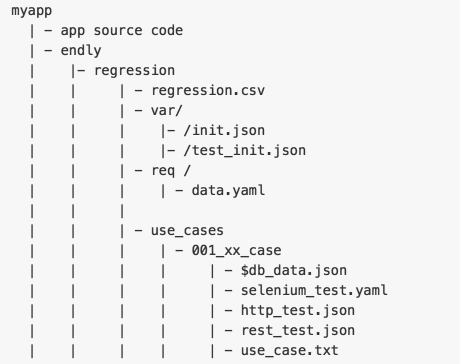 myapp
  | - app source code
  | - endly
  |    |- regression
  |    |    | - regression.csv
  |    |    | - var/
  |    |    |    |- /init.json
  |    |    |    |- /test_init.json
  |    |    | - req /
  |    |    |    | - data.yaml
  |    |    |
  |    |    | - use_cases
  |    |    |    | - 001_xx_case
  |    |    |    |    | - $db_data.json
  |    |    |    |    | - selenium_test.yaml
  |    |    |    |    | - http_test.json
  |    |    |    |    | - rest_test.json
  |    |    |    |    | - use_case.txt